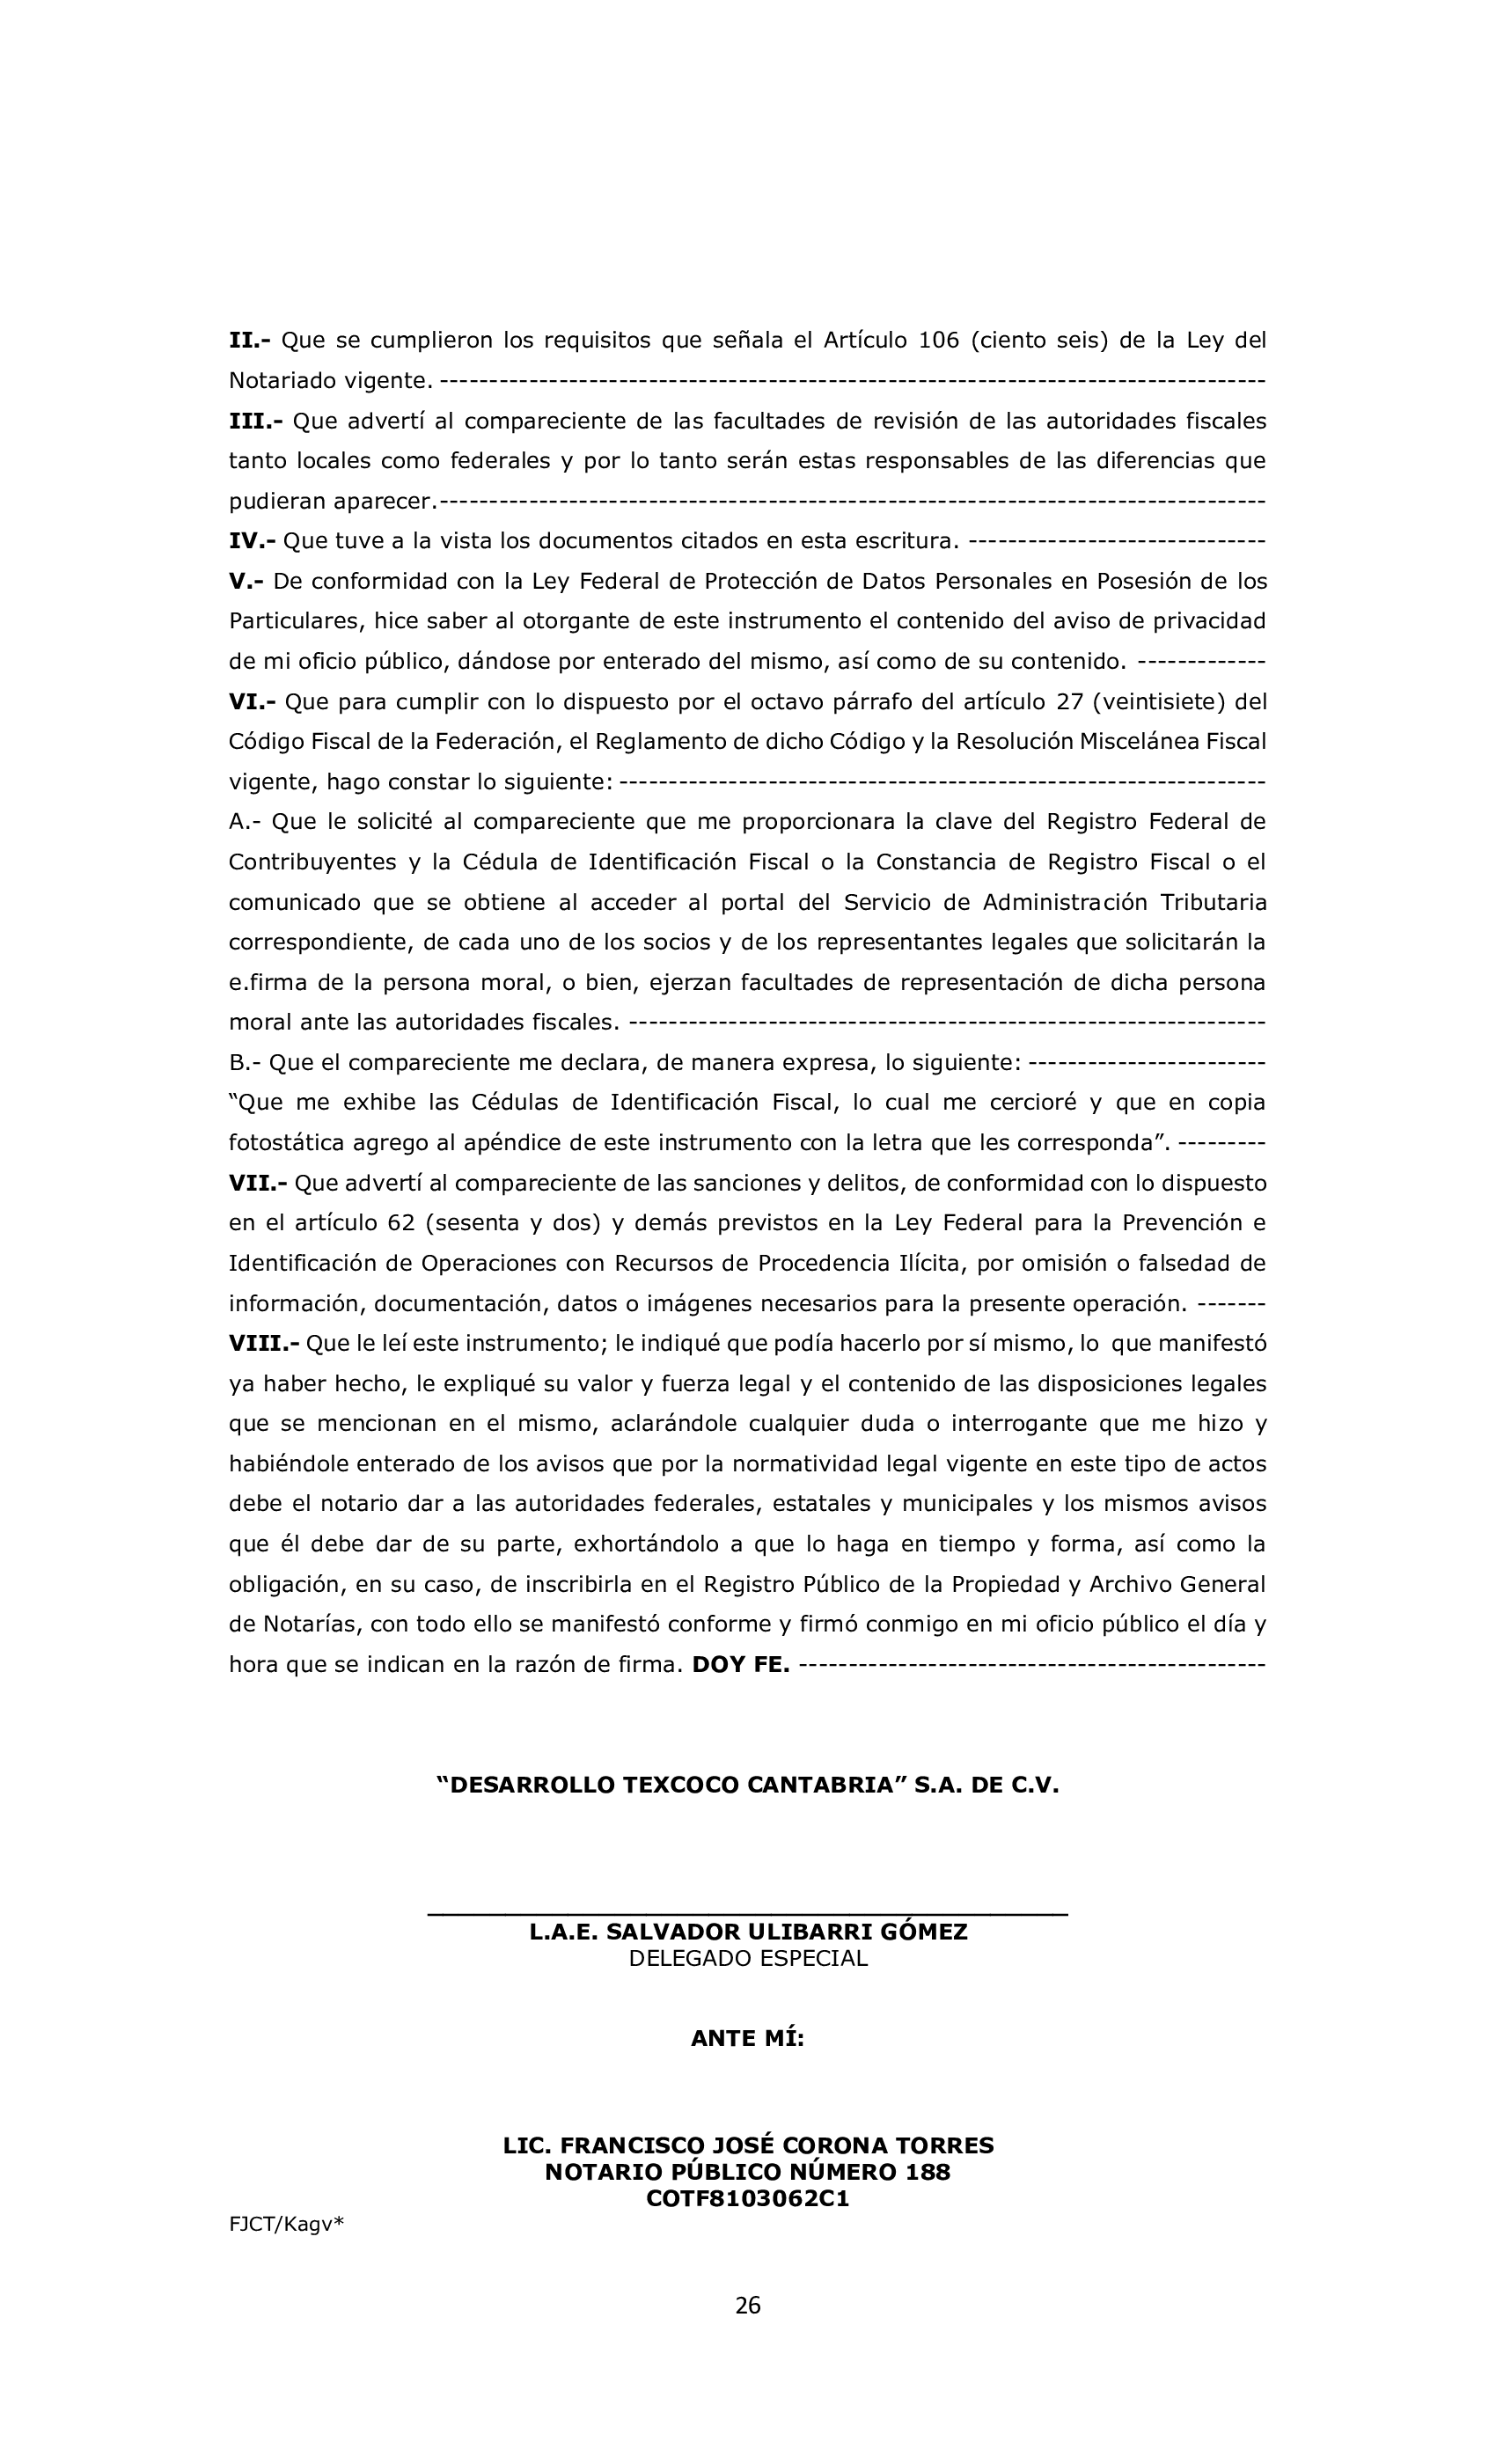 II.- Que se cumplieron los requisitos que señala el Artículo 106 (ciento seis) de la Ley del
Notariado vigente. -----------------------------------------------------------------------------------
III.- Que advertí al compareciente de las facultades de revisión de las autoridades fiscales
tanto locales como federales y por lo tanto serán estas responsables de las diferencias que
pudieran aparecer.-----------------------------------------------------------------------------------
IV.- Que tuve a la vista los documentos citados en esta escritura. ------------------------------
V.- De conformidad con la Ley Federal de Protección de Datos Personales en Posesión de los
Particulares, hice saber al otorgante de este instrumento el contenido del aviso de privacidad
de mi oficio público, dándose por enterado del mismo, así como de su contenido. -------------
VI.- Que para cumplir con lo dispuesto por el octavo párrafo del artículo 27 (veintisiete) del
Código Fiscal de la Federación, el Reglamento de dicho Código y la Resolución Miscelánea Fiscal
vigente, hago constar lo siguiente: -----------------------------------------------------------------
A.- Que le solicité al compareciente que me proporcionara la clave del Registro Federal de
Contribuyentes y la Cédula de Identificación Fiscal o la Constancia de Registro Fiscal o el
comunicado que se obtiene al acceder al portal del Servicio de Administración Tributaria
correspondiente, de cada uno de los socios y de los representantes legales que solicitarán la
e.firma de la persona moral, o bien, ejerzan facultades de representación de dicha persona
moral ante las autoridades fiscales. ----------------------------------------------------------------
B.- Que el compareciente me declara, de manera expresa, lo siguiente: ------------------------
“Que me exhibe las Cédulas de Identificación Fiscal, lo cual me cercioré y que en copia
fotostática agrego al apéndice de este instrumento con la letra que les corresponda”. ---------
VII.- Que advertí al compareciente de las sanciones y delitos, de conformidad con lo dispuesto
en el artículo 62 (sesenta y dos) y demás previstos en la Ley Federal para la Prevención e
Identificación de Operaciones con Recursos de Procedencia Ilícita, por omisión o falsedad de
información, documentación, datos o imágenes necesarios para la presente operación. -------
VIII.- Que le leí este instrumento; le indiqué que podía hacerlo por sí mismo, lo que manifestó
ya haber hecho, le expliqué su valor y fuerza legal y el contenido de las disposiciones legales
que se mencionan en el mismo, aclarándole cualquier duda o interrogante que me hizo y
habiéndole enterado de los avisos que por la normatividad legal vigente en este tipo de actos
debe el notario dar a las autoridades federales, estatales y municipales y los mismos avisos
que él debe dar de su parte, exhortándolo a que lo haga en tiempo y forma, así como la
obligación, en su caso, de inscribirla en el Registro Público de la Propiedad y Archivo General
de Notarías, con todo ello se manifestó conforme y firmó conmigo en mi oficio público el día y
hora que se indican en la razón de firma. DOY FE. -----------------------------------------------
“DESARROLLO TEXCOCO CANTABRIA” S.A. DE C.V.
L.A.E. SALVADOR ULIBARRI GÓMEZ
DELEGADO ESPECIAL
ANTE MÍ:
LIC. FRANCISCO JOSÉ CORONA TORRES
NOTARIO PÚBLICO NÚMERO 188
COTF8103062C1
FJCT/Kagv*
26